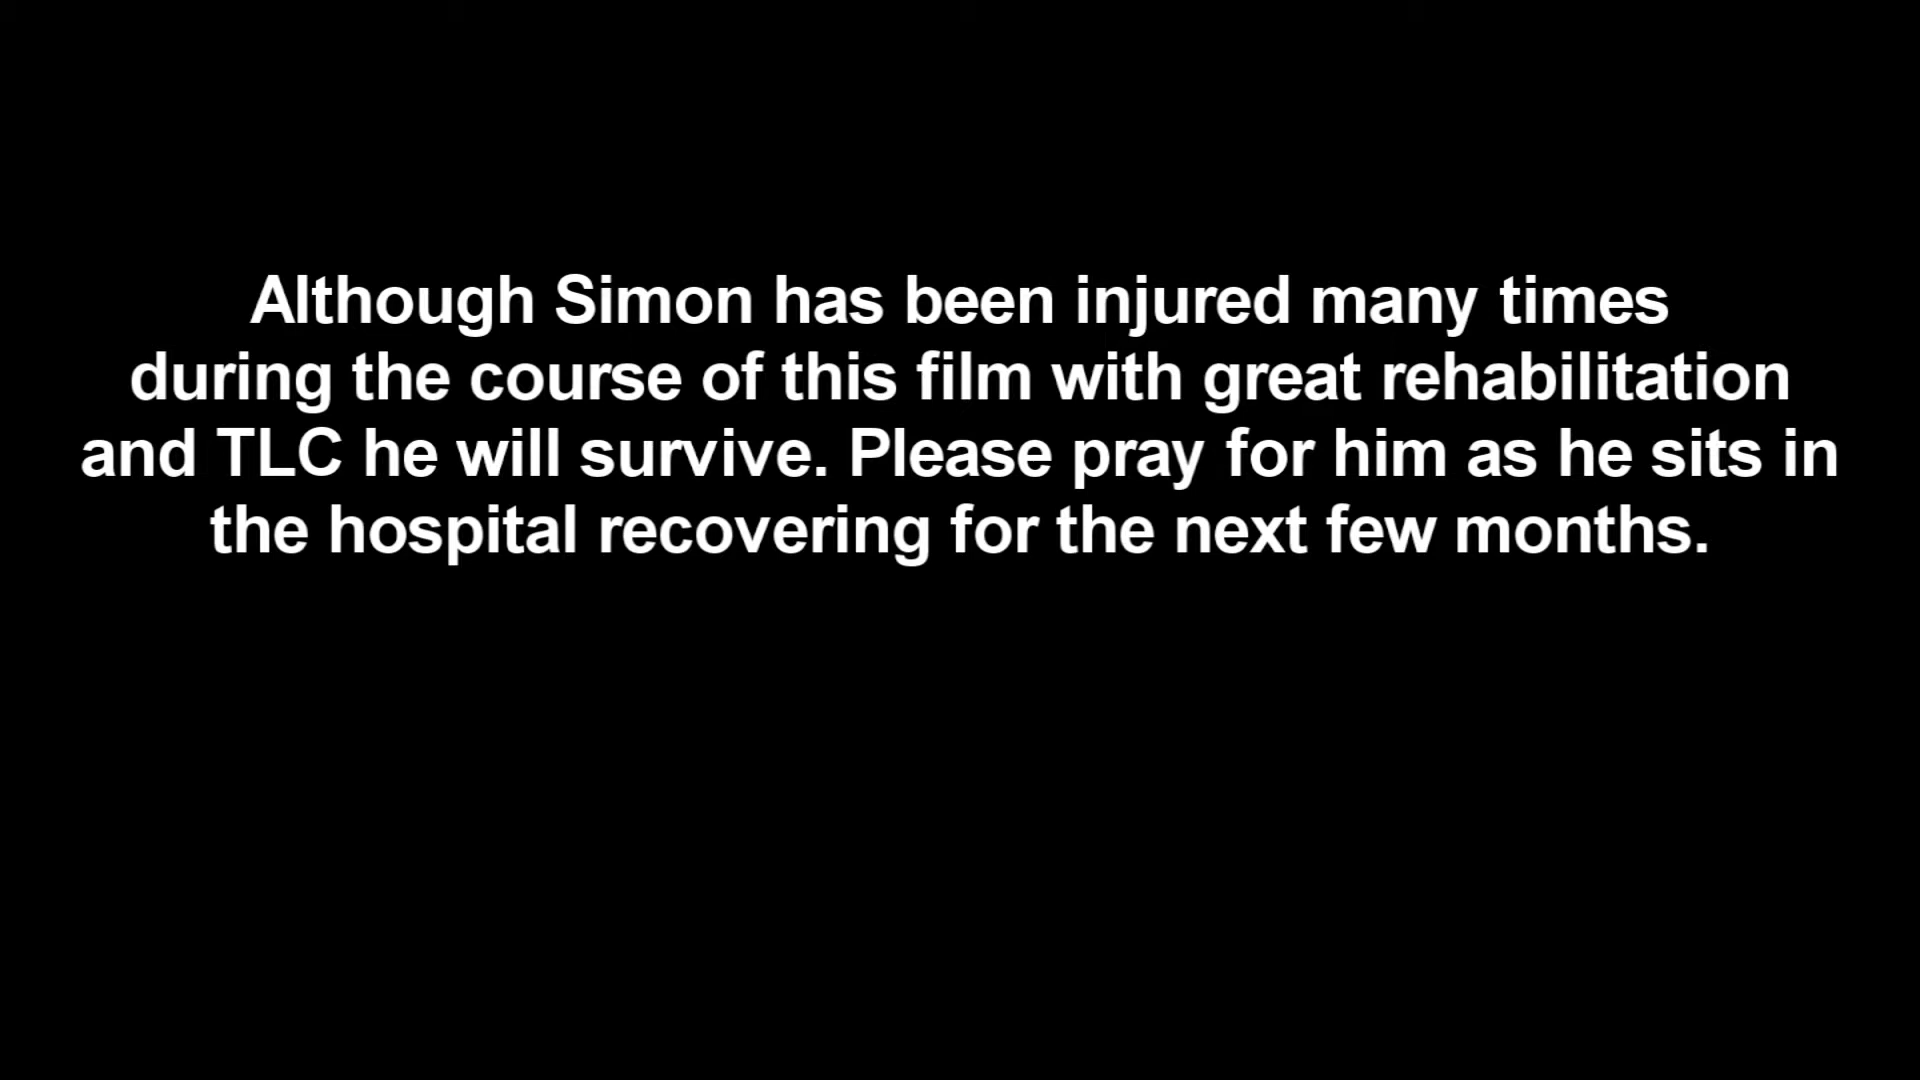 Although Simon has been injured many times
during the course of this film with great rehabilitation
and TLC he will survive. Please pray for him as he sits in
the hospital recovering for the next few months.